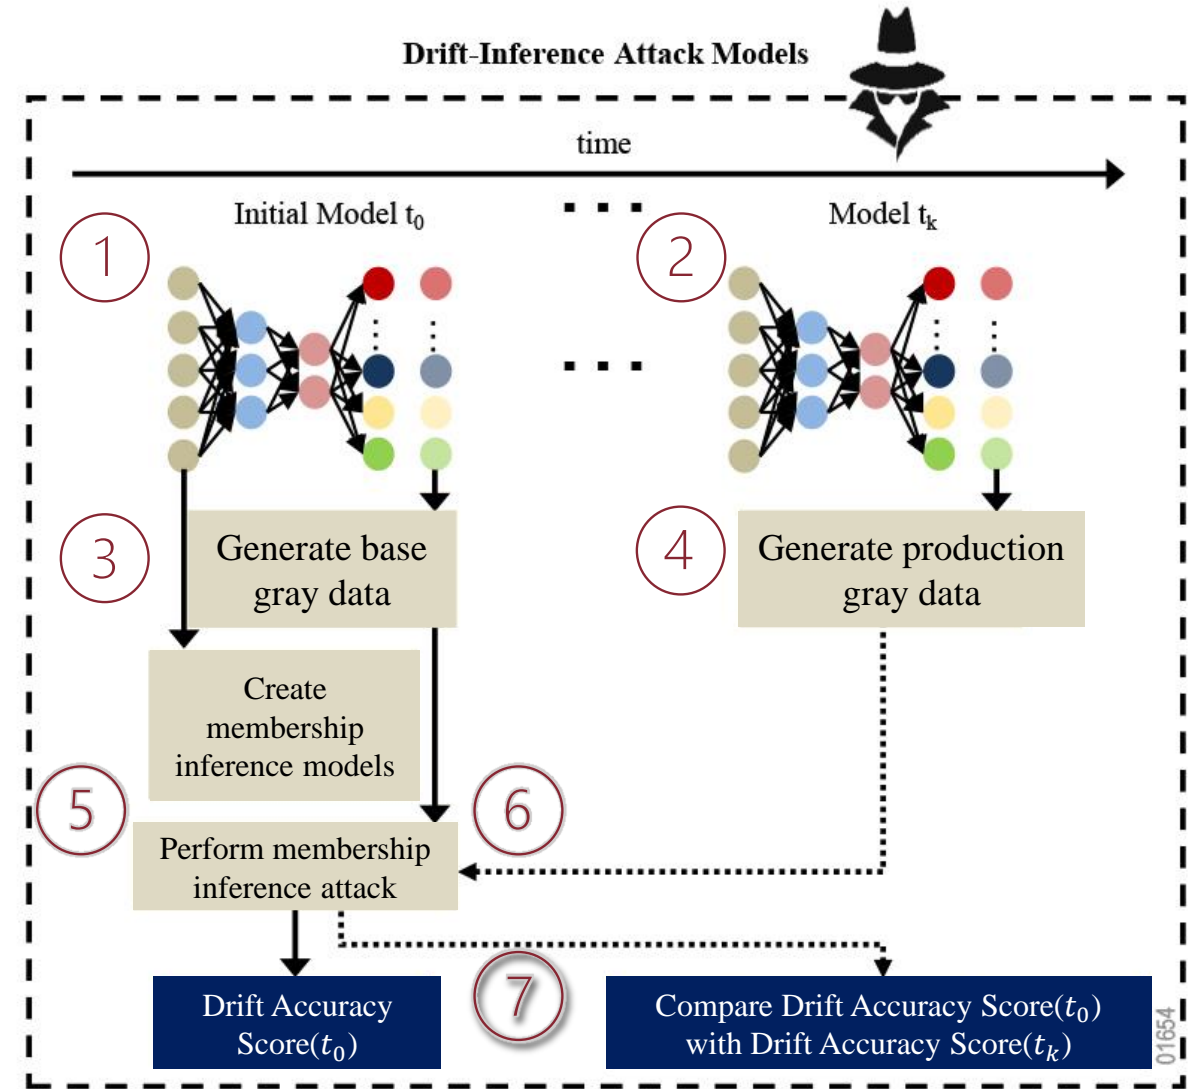 Drift-Inference Attack Models
time
Initial Model t₀
Model tₖ
1
2
3
Generate base
gray data
4
Generate production
gray data
Create
membership
inference models
5
6
Perform membership
inference attack
7
Drift Accuracy
Score(t₀)
Compare Drift Accuracy Score(t₀)
with Drift Accuracy Score(tₖ)
01654